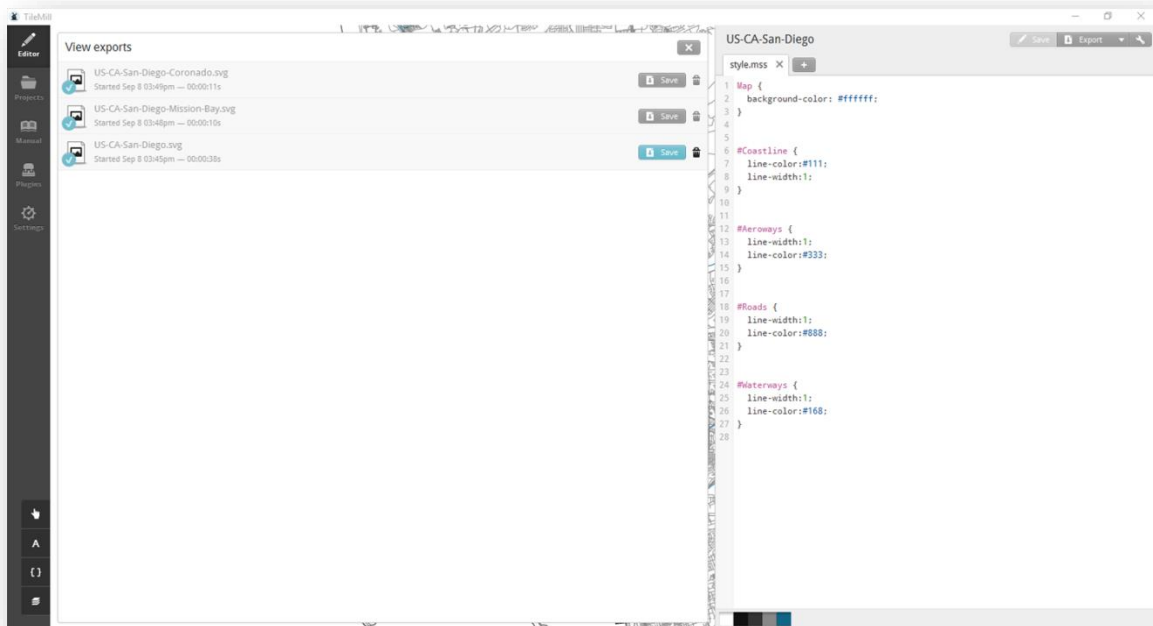 TileMill
Editor
Projects
Manual
Plugins
Settings
A
{}
View exports
US-CA-San-Diego-Coronado.svg
Started Sep 8 03:49pm — 00:00:11s
Save
US-CA-San-Diego-Mission-Bay.svg
Started Sep 8 03:48pm — 00:00:10s
Save
US-CA-San-Diego.svg
Started Sep 8 03:45pm — 00:00:38s
Save
US-CA-San-Diego
Save
Export
style.mss
1 Map {
2 background-color: #ffffff;
3 }
4
5
6 #Coastline {
7 line-color:#111;
8 line-width:1;
9 }
10
11
12 #Aeroways {
13 line-width:1;
14 line-color:#333;
15 }
16
17
18 #Roads {
19 line-width:1;
20 line-color:#888;
21 }
22
23
24 #Waterways {
25 line-width:1;
26 line-color:#168;
27 }
28